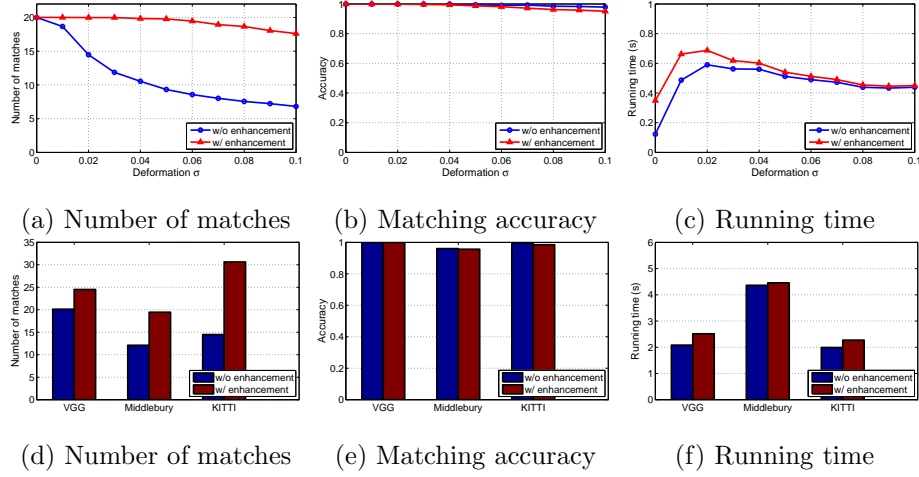 20
15
10
5
0
Number of matches
0 0.02 0.04 0.06 0.08 0.1
Deformation σ
w/o enhancement
w/ enhancement
1
0.8
0.6
0.4
0.2
0
Accuracy
0 0.02 0.04 0.06 0.08 0.1
Deformation σ
w/o enhancement
w/ enhancement
1
0.8
0.6
0.4
0.2
0
Running time (s)
0 0.02 0.04 0.06 0.08 0.1
Deformation σ
w/o enhancement
w/ enhancement
(a) Number of matches
(b) Matching accuracy
(c) Running time
35
30
25
20
15
10
5
0
Number of matches
VGG Middlebury KITTI
w/o enhancement
w/ enhancement
1
0.8
0.6
0.4
0.2
0
Accuracy
VGG Middlebury KITTI
w/o enhancement
w/ enhancement
6
5
4
3
2
1
0
Running time (s)
VGG Middlebury KITTI
w/o enhancement
w/ enhancement
(d) Number of matches
(e) Matching accuracy
(f) Running time